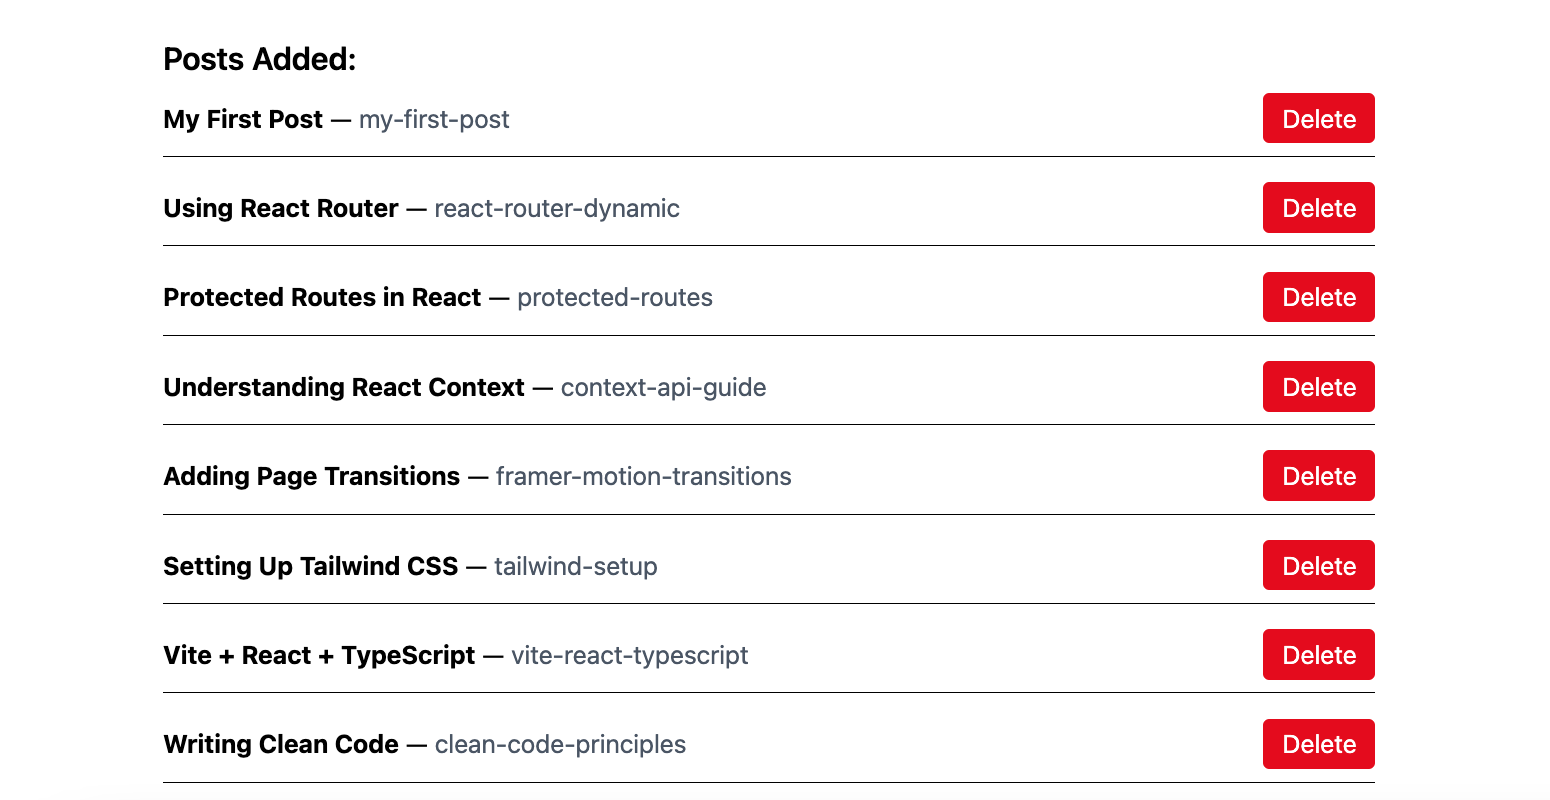 Posts Added:
My First Post — my-first-post Delete
Using React Router — react-router-dynamic Delete
Protected Routes in React — protected-routes Delete
Understanding React Context — context-api-guide Delete
Adding Page Transitions — framer-motion-transitions Delete
Setting Up Tailwind CSS — tailwind-setup Delete
Vite + React + TypeScript — vite-react-typescript Delete
Writing Clean Code — clean-code-principles Delete